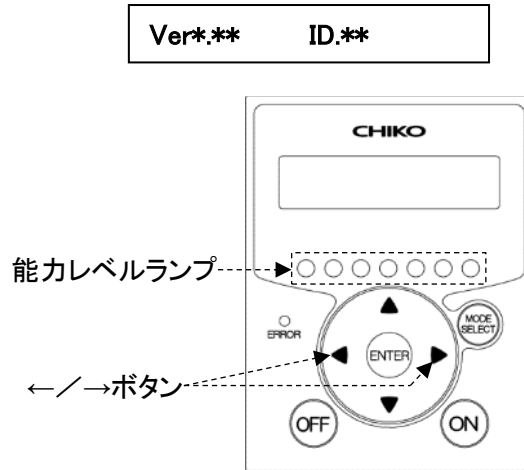 Ver*.** ID.**
CHIKO
能力レベルランプ
ERROR
MODE
SELECT
←／→ボタン
ENTER
OFF
ON